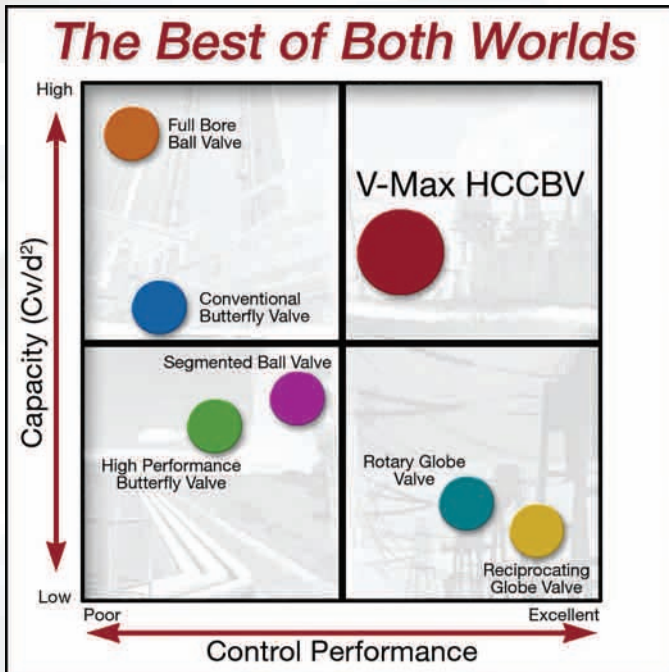 The Best of Both Worlds
High
Full Bore
Ball Valve
V-Max HCCBV
Capacity (Cv/d²)
Conventional
Butterfly Valve
Segmented Ball Valve
High Performance
Butterfly Valve
Rotary Globe
Valve
Reciprocating
Globe Valve
Low
Poor
Excellent
Control Performance